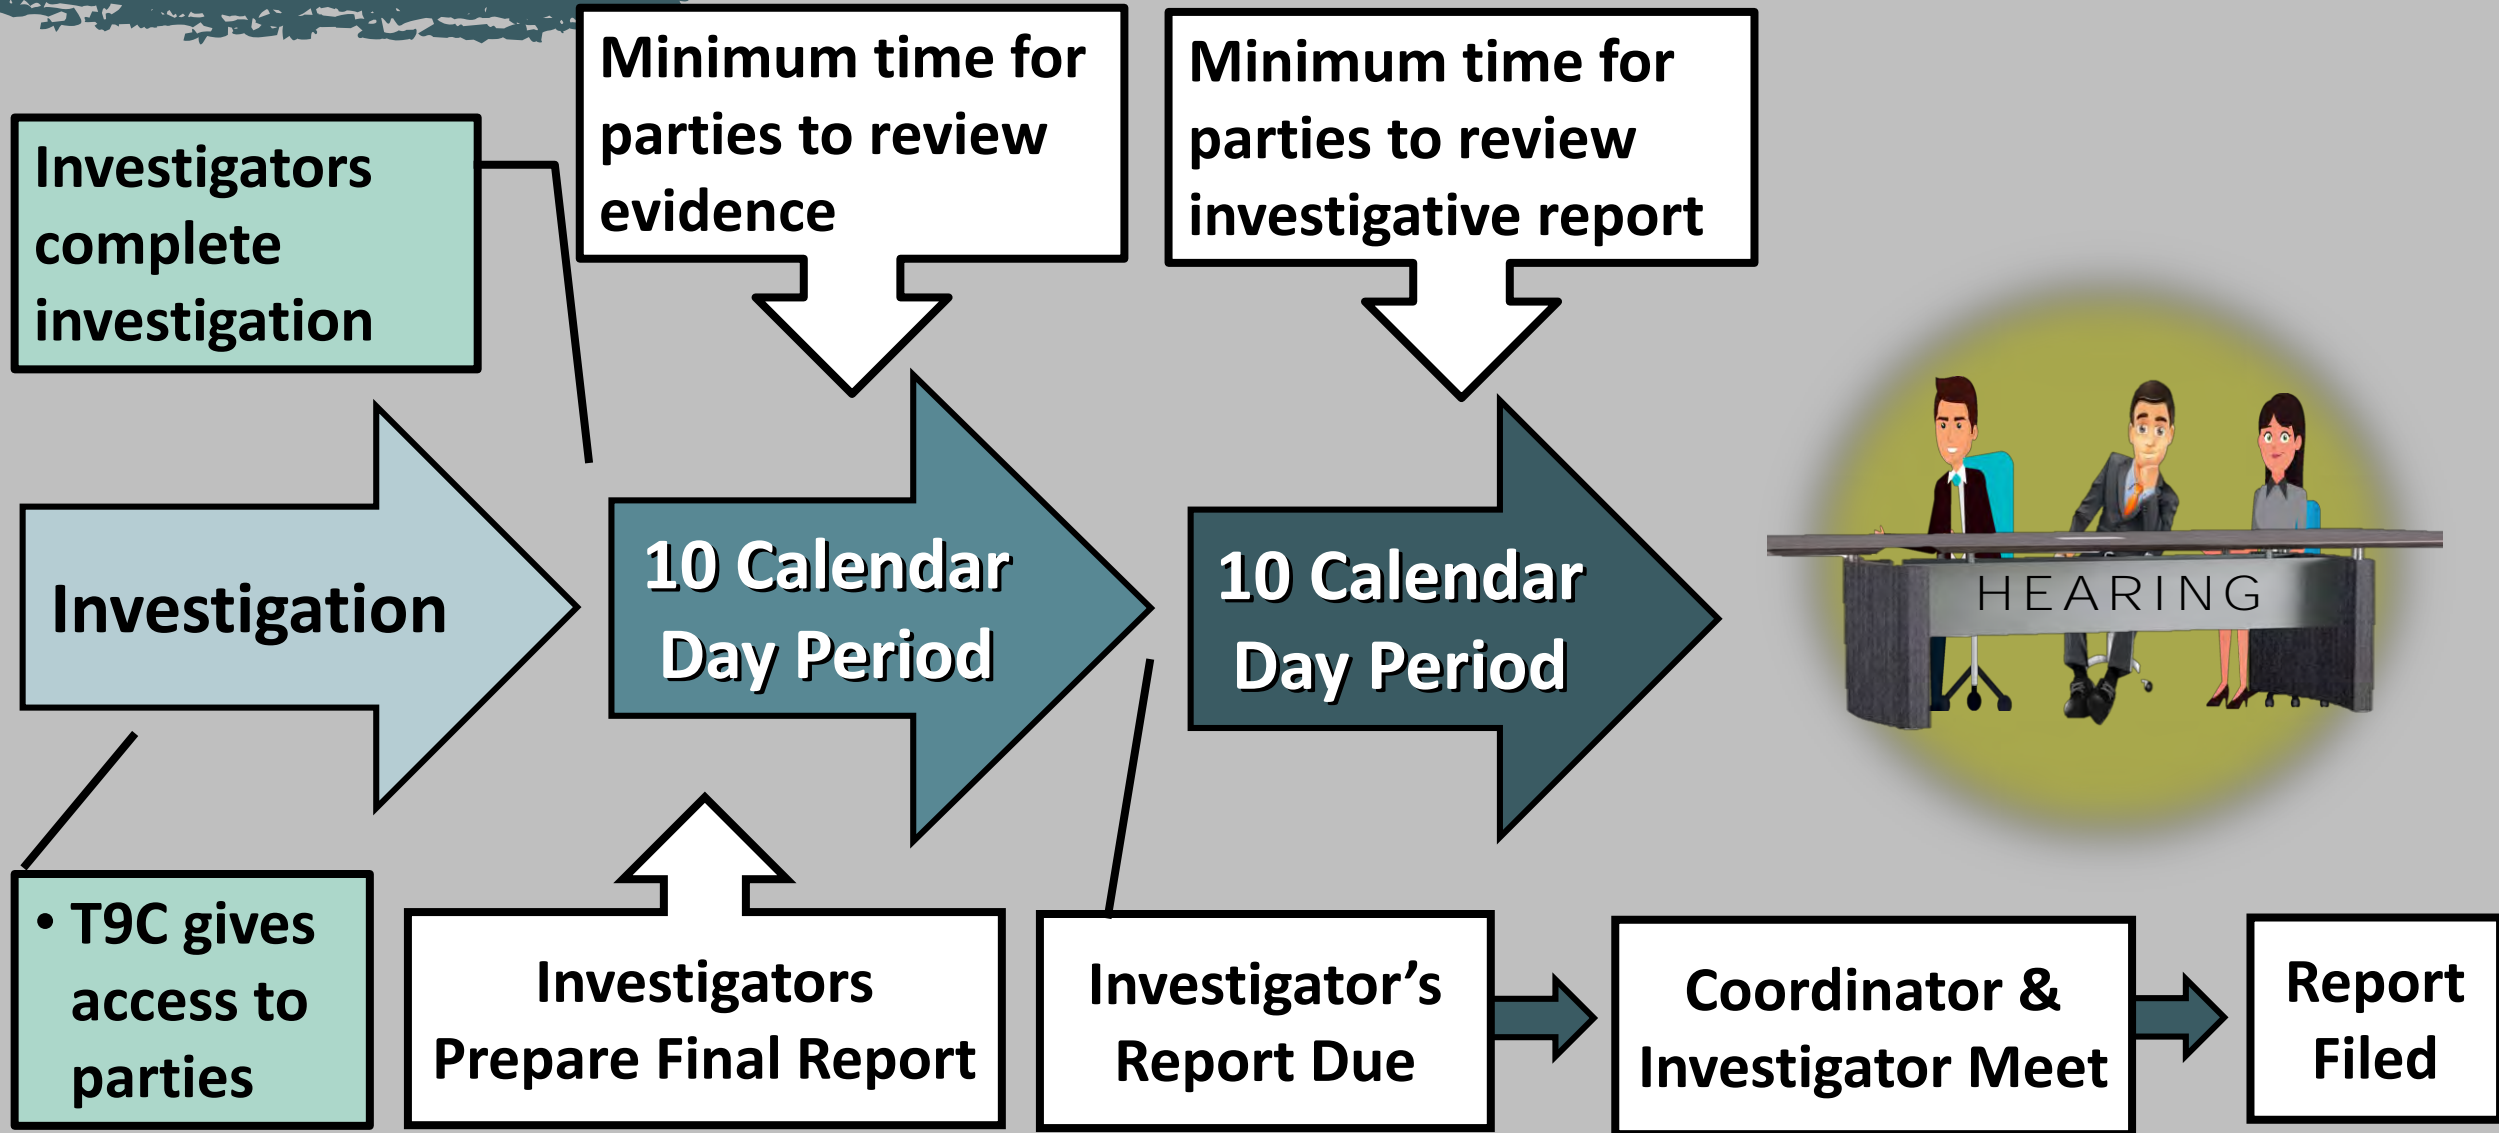 Minimum time for
parties to review
evidence
Minimum time for
parties to review
investigative report
Investigators
complete
investigation
Investigation
10 Calendar
Day Period
10 Calendar
Day Period
HEARING
• T9C gives
access to
parties
Investigators
Prepare Final Report
Investigator’s
Report Due
Coordinator &
Investigator Meet
Report
Filed